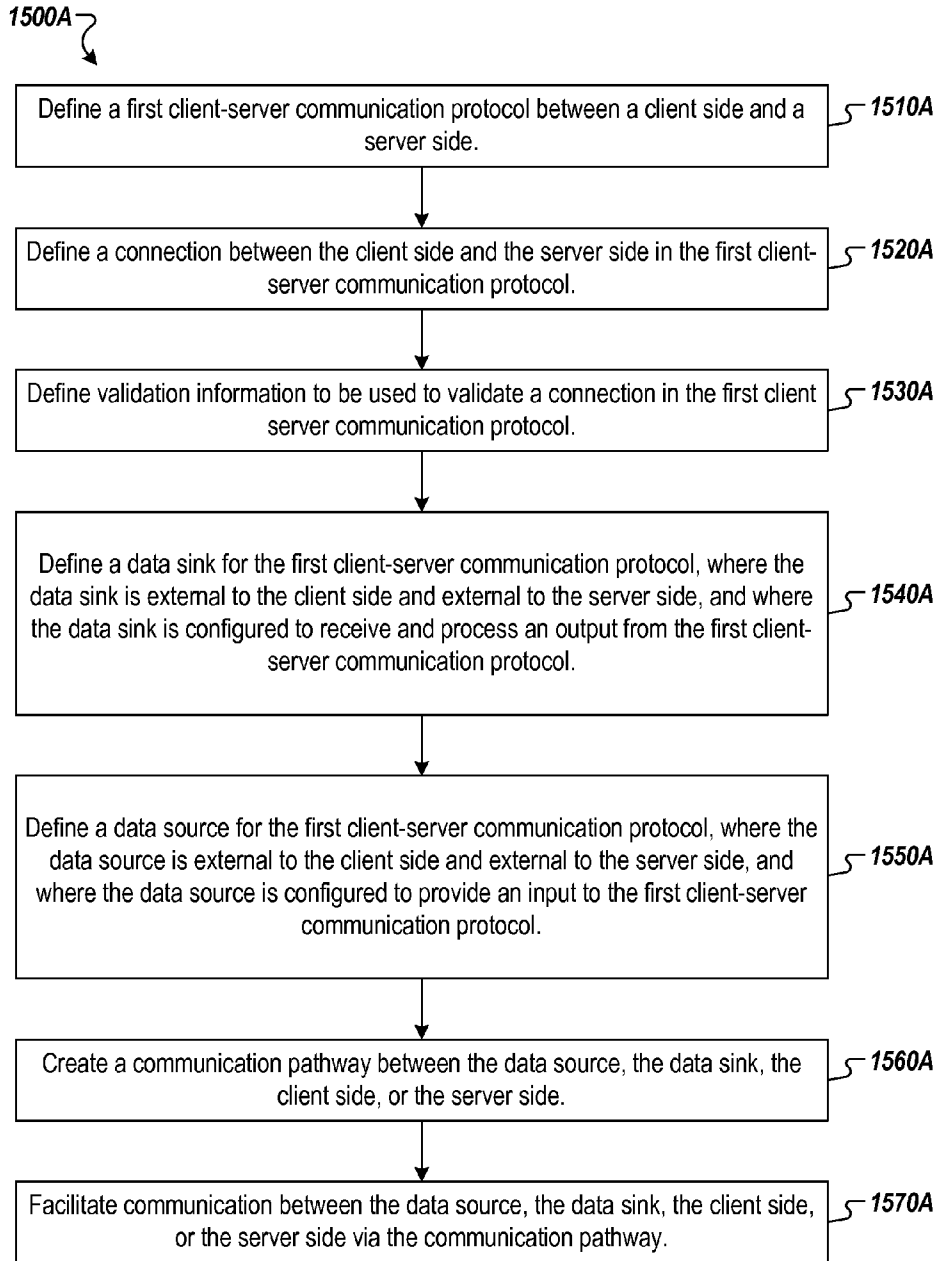 1500A
Define a first client-server communication protocol between a client side and a
server side.
1510A
Define a connection between the client side and the server side in the first client-
server communication protocol.
1520A
Define validation information to be used to validate a connection in the first client
server communication protocol.
1530A
Define a data sink for the first client-server communication protocol, where the
data sink is external to the client side and external to the server side, and where
the data sink is configured to receive and process an output from the first client-
server communication protocol.
1540A
Define a data source for the first client-server communication protocol, where the
data source is external to the client side and external to the server side, and
where the data source is configured to provide an input to the first client-server
communication protocol.
1550A
Create a communication pathway between the data source, the data sink, the
client side, or the server side.
1560A
Facilitate communication between the data source, the data sink, the client side,
or the server side via the communication pathway.
1570A